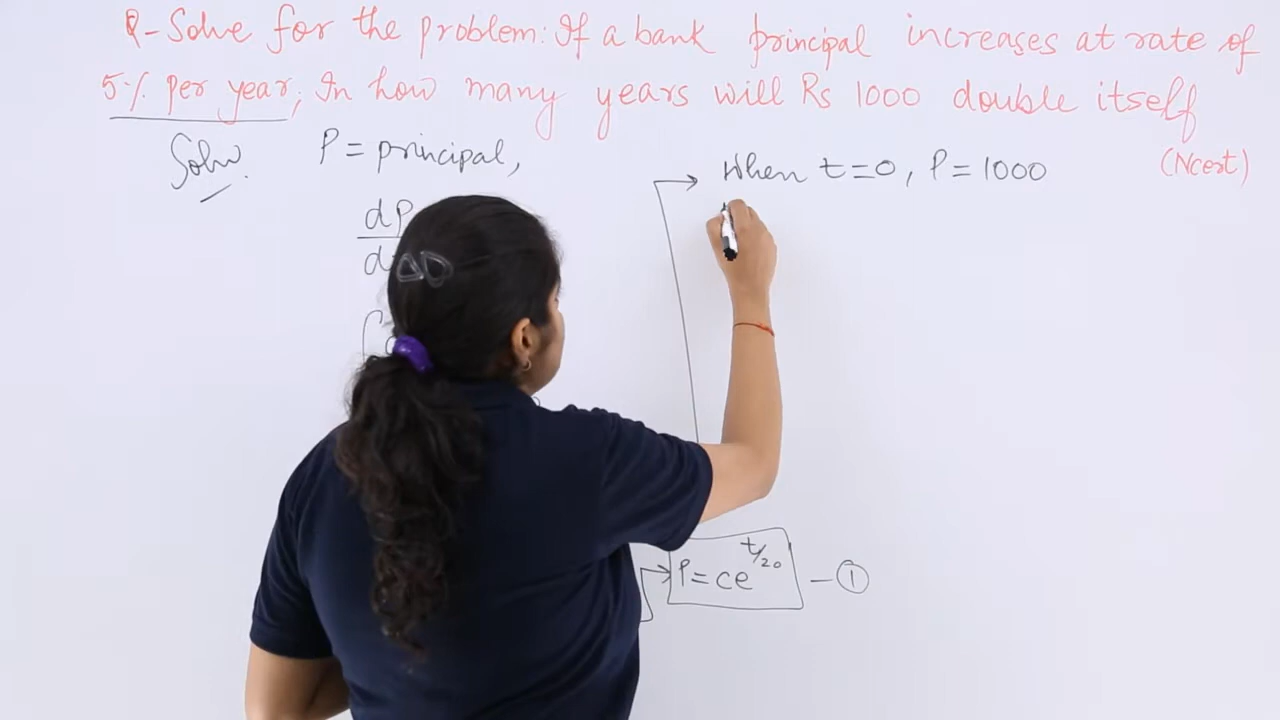 Q-Solve for the problem: If a bank principal increases at rate of
5% per year, In how many years will Rs 1000 double itself
(Ncert)
Soln. P = principal,
dP
d
∫
When t=0, P=1000
P=ce^t/20 - ①